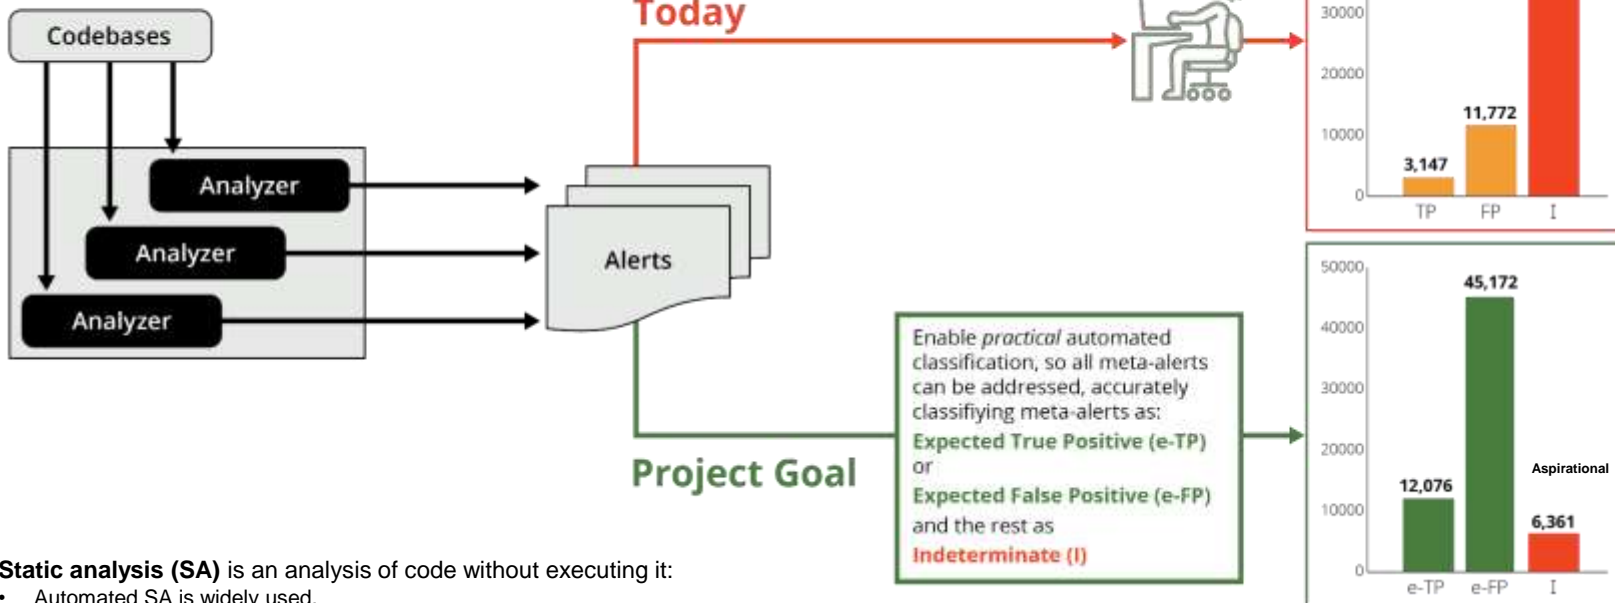 Codebases
Analyzer
Analyzer
Analyzer
Alerts
Today
30000
20000
10000
0
3,147
11,772
TP
FP
I
Project Goal
Enable practical automated
classification, so all meta-alerts
can be addressed, accurately
classifiying meta-alerts as:
Expected True Positive (e-TP)
or
Expected False Positive (e-FP)
and the rest as
Indeterminate (I)
50000
40000
30000
20000
10000
0
12,076
45,172
Aspirational
6,361
e-TP
e-FP
I
Static analysis (SA) is an analysis of code without executing it:
• Automated SA is widely used.